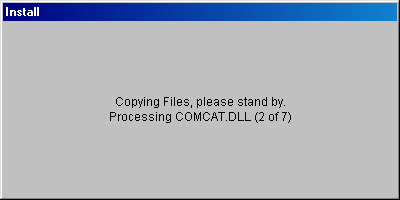 Install
Copying Files, please stand by.
Processing COMCAT.DLL (2 of 7)